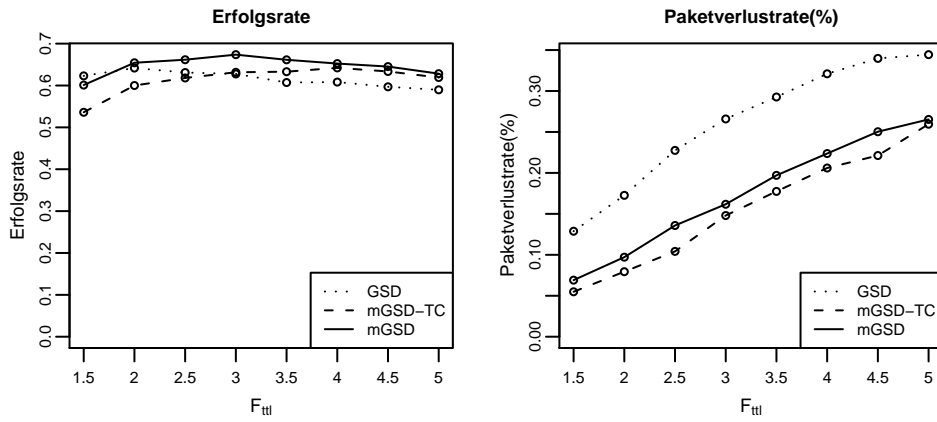 Erfolgsrate
Erfolgsrate
0.0
0.1
0.2
0.3
0.4
0.5
0.6
0.7
1.5 2 2.5 3 3.5 4 4.5 5
F_ttl
GSD
mGSD−TC
mGSD
Paketverlustrate(%)
Paketverlustrate(%)
0.00
0.10
0.20
0.30
1.5 2 2.5 3 3.5 4 4.5 5
F_ttl
GSD
mGSD−TC
mGSD